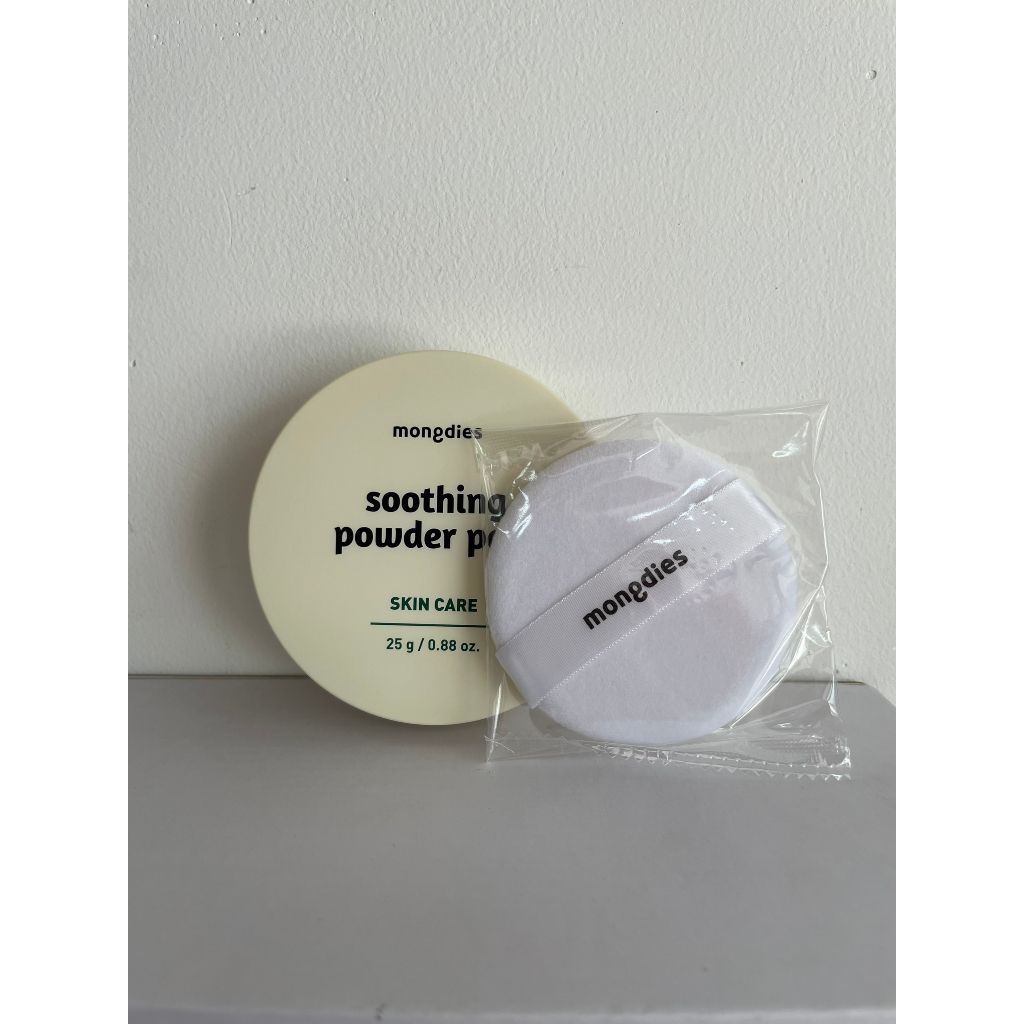 mongdies
soothing
powder
SKIN CARE
25 g / 0.88 oz.
mongdies